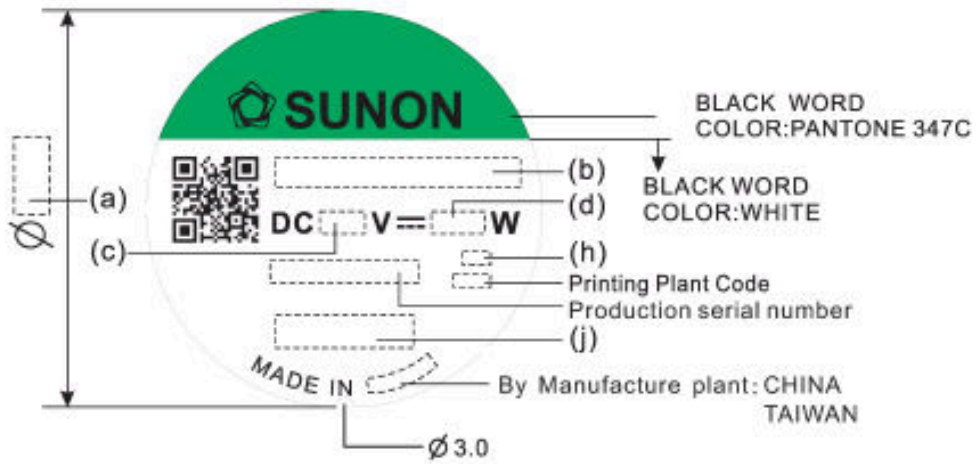 SUNON
BLACK WORD
COLOR:PANTONE 347C
(b)
BLACK WORD
COLOR:WHITE
(a)
Ø
DC V W
(d)
(c)
(h)
Printing Plant Code
Production serial number
(j)
MADE IN
By Manufacture plant: CHINA
TAIWAN
Ø3.0